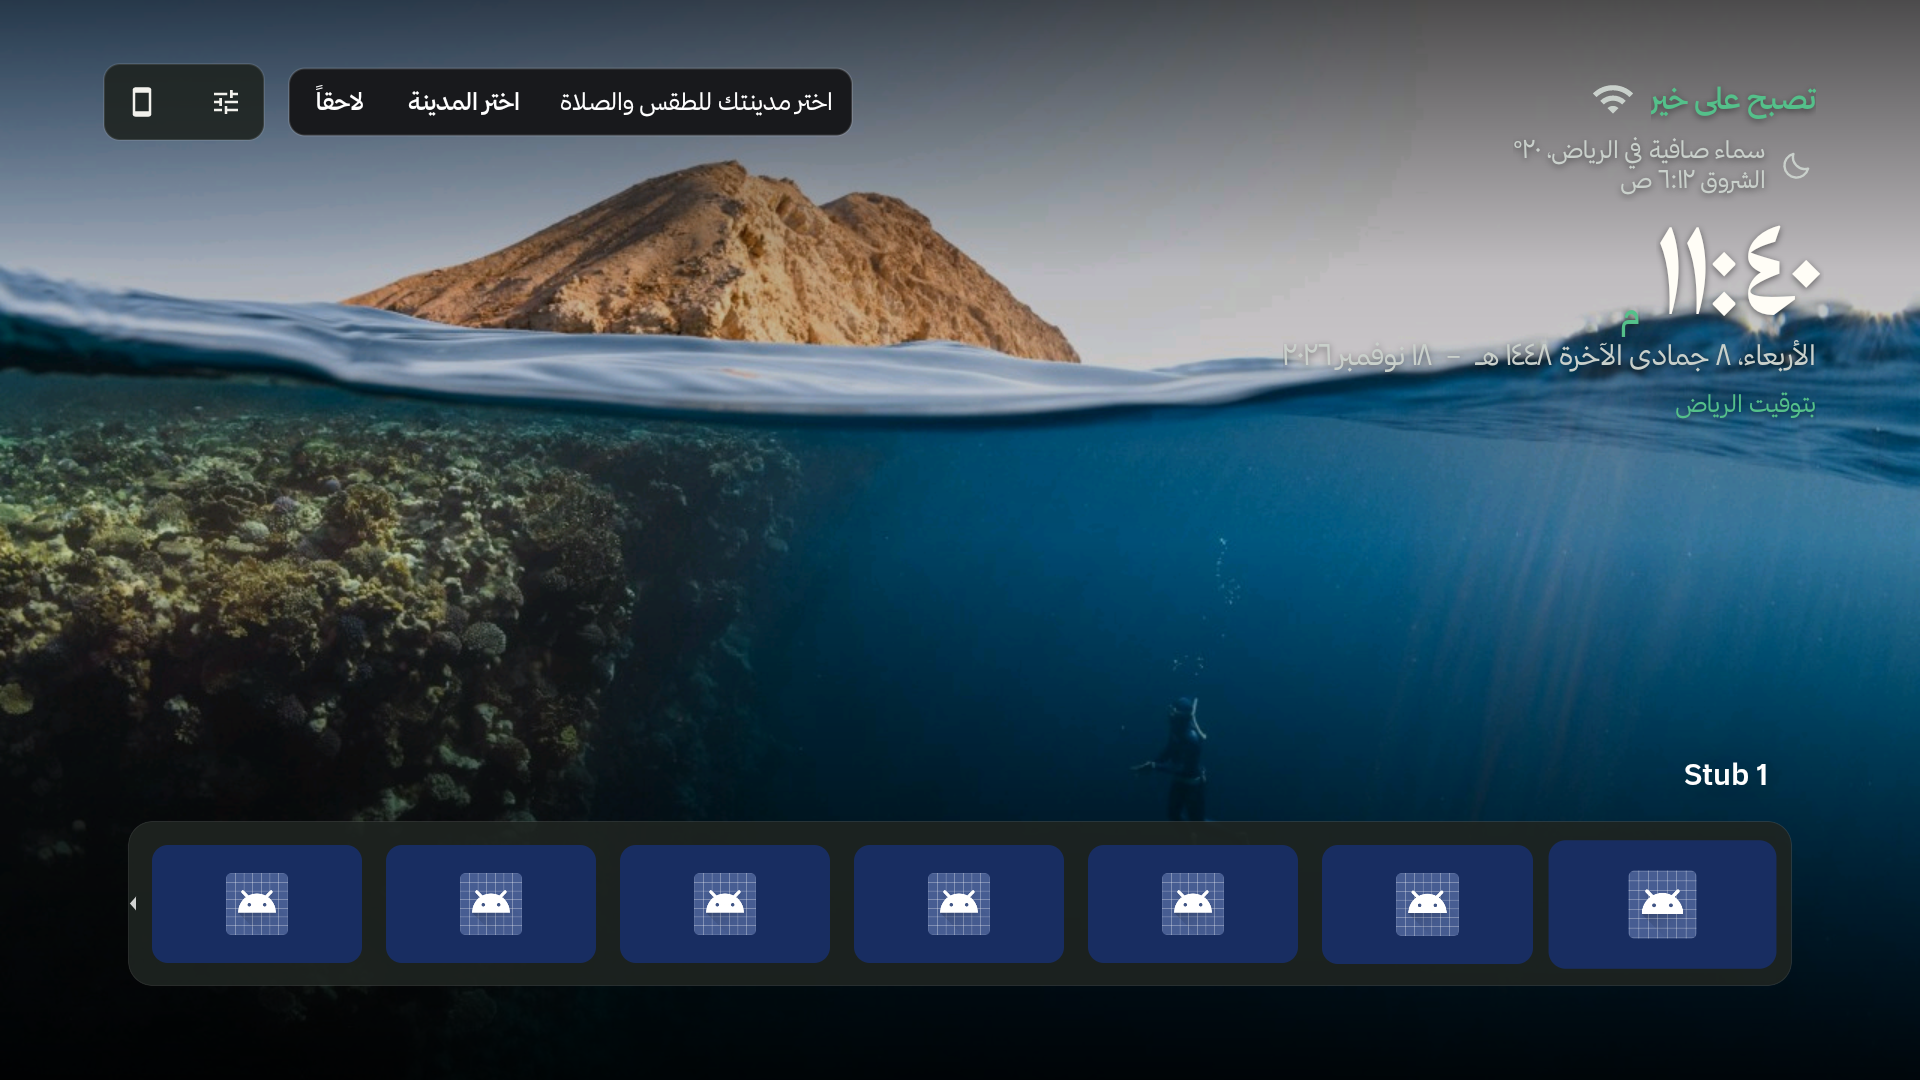 تصبح على خير
سماء صافية في الرياض، ٢٠°
الشروق ٦:١٢ ص
١١:٤٠ م
الأربعاء، ٨ جمادى الآخرة ١٤٤٨ هـ – ١٨ نوفمبر ٢٠٢٦
بتوقيت الرياض
اختر مدينتك للطقس والصلاة
اختر المدينة
لاحقاً
Stub 1